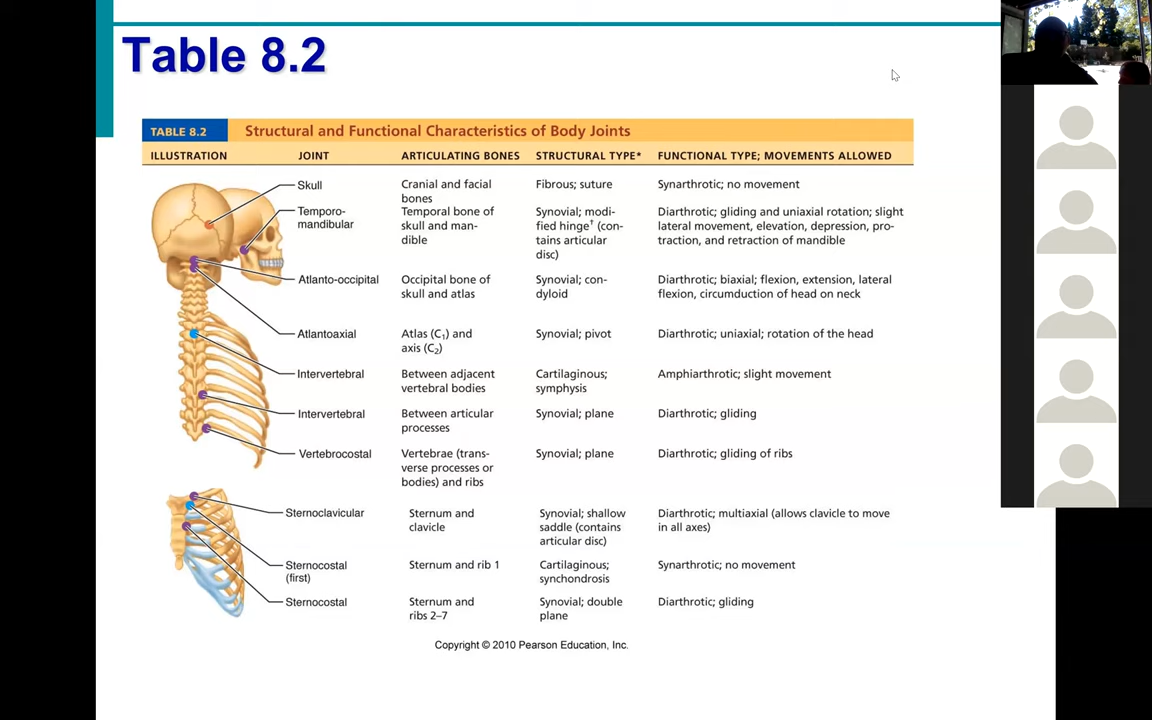 Table 8.2
TABLE 8.2 Structural and Functional Characteristics of Body Joints
ILLUSTRATION JOINT ARTICULATING BONES STRUCTURAL TYPE* FUNCTIONAL TYPE; MOVEMENTS ALLOWED
Skull Cranial and facial Fibrous; suture Synarthrotic; no movement
bones
Temporo- Temporal bone of Synovial; modi- Diarthrotic; gliding and uniaxial rotation; slight
mandibular skull and man- fied hinge† (con- lateral movement, elevation, depression, pro-
dible tains articular traction, and retraction of mandible
disc)
Atlanto-occipital Occipital bone of Synovial; con- Diarthrotic; biaxial; flexion, extension, lateral
skull and atlas dyloid flexion, circumduction of head on neck
Atlantoaxial Atlas (C1) and Synovial; pivot Diarthrotic; uniaxial; rotation of the head
axis (C2)
Intervertebral Between adjacent Cartilaginous; Amphiarthrotic; slight movement
vertebral bodies symphysis
Intervertebral Between articular Synovial; plane Diarthrotic; gliding
processes
Vertebrocostal Vertebrae (trans- Synovial; plane Diarthrotic; gliding of ribs
verse processes or
bodies) and ribs
Sternoclavicular Sternum and Synovial; shallow Diarthrotic; multiaxial (allows clavicle to move
clavicle saddle (contains in all axes)
articular disc)
Sternocostal Sternum and rib 1 Cartilaginous; Synarthrotic; no movement
(first) synchondrosis
Sternocostal Sternum and Synovial; double Diarthrotic; gliding
ribs 2–7 plane
Copyright © 2010 Pearson Education, Inc.